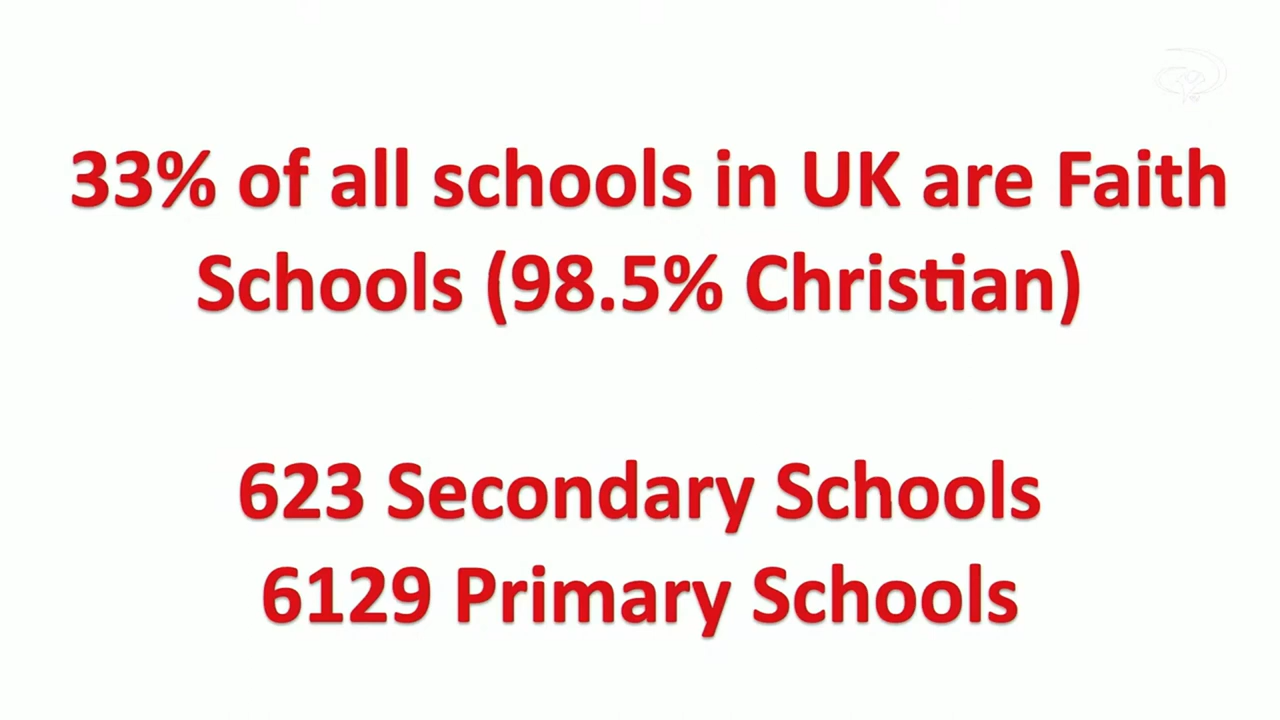 33% of all schools in UK are Faith
Schools (98.5% Christian)
623 Secondary Schools
6129 Primary Schools